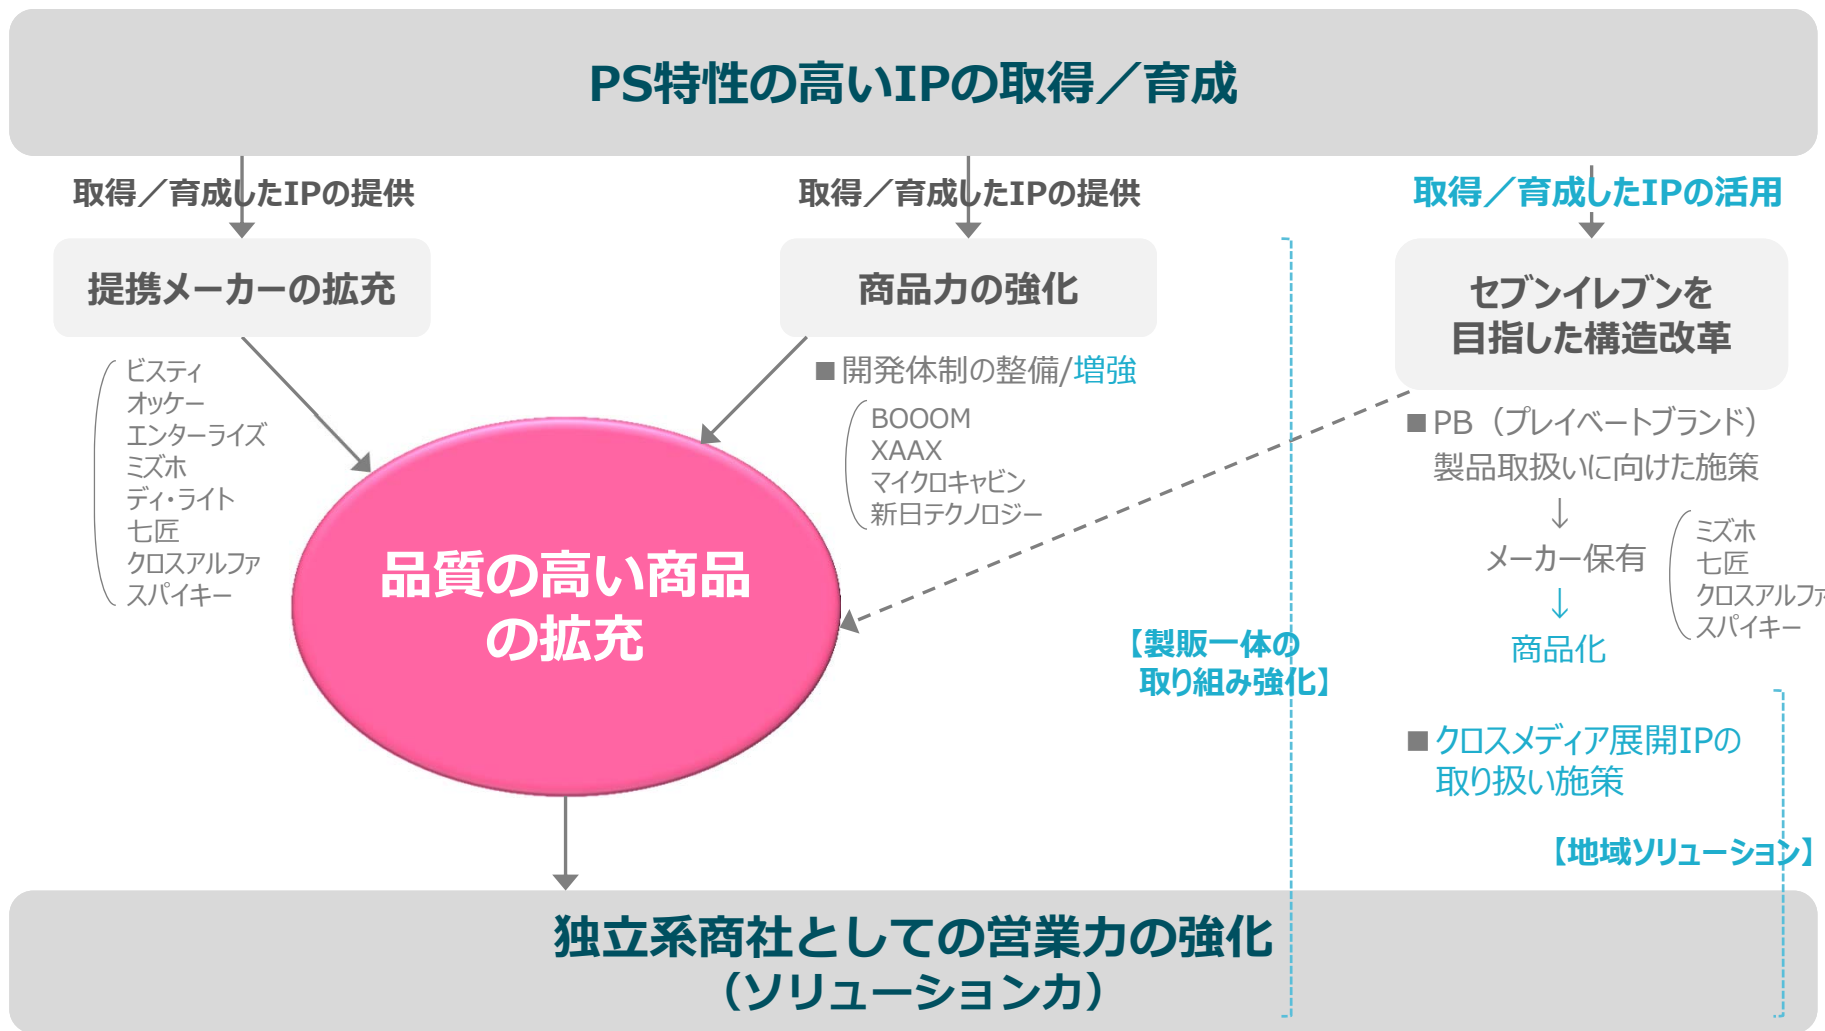 PS特性の高いIPの取得／育成
取得／育成したIPの提供
取得／育成したIPの提供
取得／育成したIPの活用
提携メーカーの拡充
商品力の強化
セブンイレブンを
目指した構造改革
ビスティ
オッケー
エンターライズ
ミズホ
ディ・ライト
七匠
クロスアルファ
スパイキー
■開発体制の整備/増強
BOOOM
XAAX
マイクロキャビン
新日テクノロジー
■PB（プレイベートブランド）
製品取扱いに向けた施策
↓
メーカー保有
↓
商品化
ミズホ
七匠
クロスアルファ
スパイキー
品質の高い商品
の拡充
【製販一体の
取り組み強化】
■クロスメディア展開IPの
取り扱い施策
【地域ソリューション】
独立系商社としての営業力の強化
（ソリューション力）